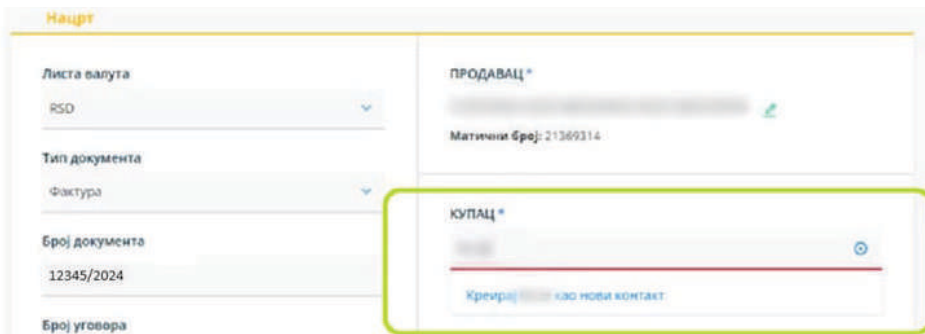 Нацрт
Листа валута
RSD
Тип документа
Фактура
Број документа
12345/2024
Број уговора
ПРОДАВАЦ *
Матични број: 21369314
КУПАЦ *
Креирај као нови контакт